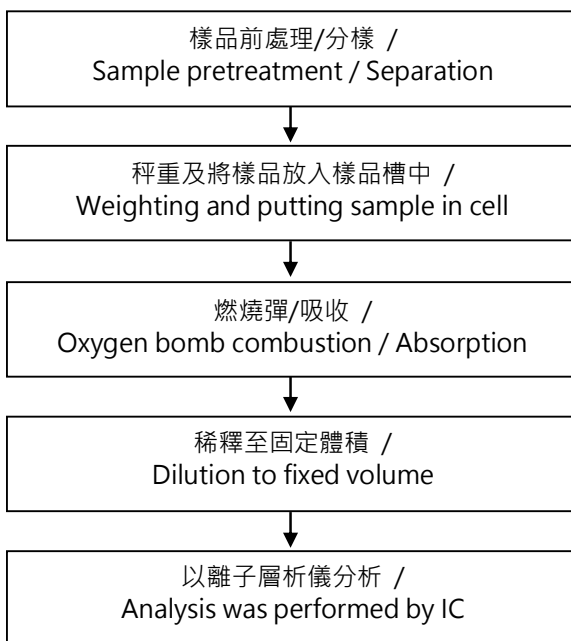 樣品前處理/分樣 /
Sample pretreatment / Separation
秤重及將樣品放入樣品槽中 /
Weighting and putting sample in cell
燃燒彈/吸收 /
Oxygen bomb combustion / Absorption
稀釋至固定體積 /
Dilution to fixed volume
以離子層析儀分析 /
Analysis was performed by IC